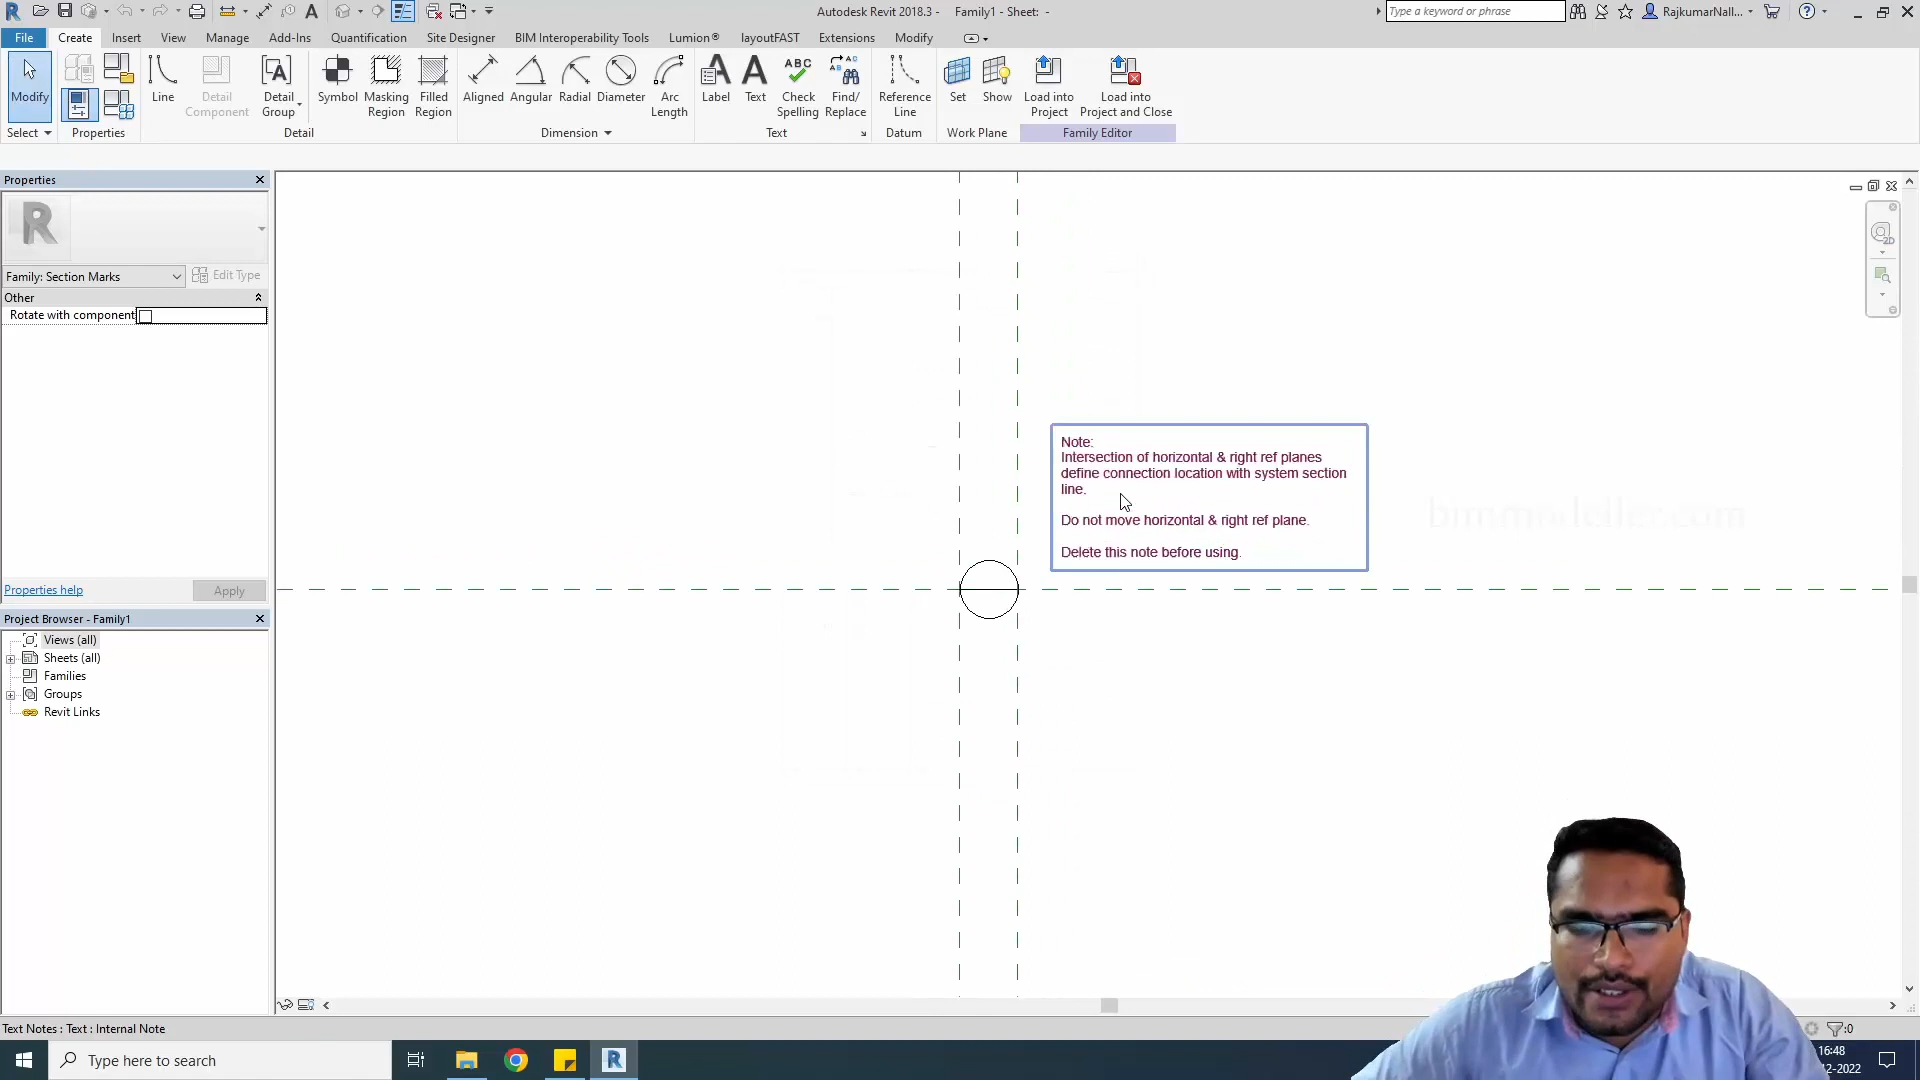 Autodesk Revit 2018.3 - Family1 - Sheet: -
Type a keyword or phrase
RajkumarNall...
File Create Insert View Manage Add-Ins Quantification Site Designer BIM Interoperability Tools Lumion® layoutFAST Extensions Modify
Modify
Line
Detail Component
Detail Group
Symbol
Masking Region
Filled Region
Aligned
Angular
Radial
Diameter
Arc Length
Label
Text
ABC
Check Spelling
Find/ Replace
Reference Line
Set
Show
Load into Project
Load into Project and Close
Select Properties Detail Dimension Text Datum Work Plane Family Editor
Properties
R
Family: Section Marks
Edit Type
Other
Rotate with component
2D
Note:
Intersection of horizontal & right ref planes
define connection location with system section
line.
Do not move horizontal & right ref plane.
Delete this note before using.
Properties help
Apply
Project Browser - Family1
Views (all)
Sheets (all)
Families
Groups
Revit Links
Text Notes : Text : Internal Note
:0
Type here to search
16:48
12-2022